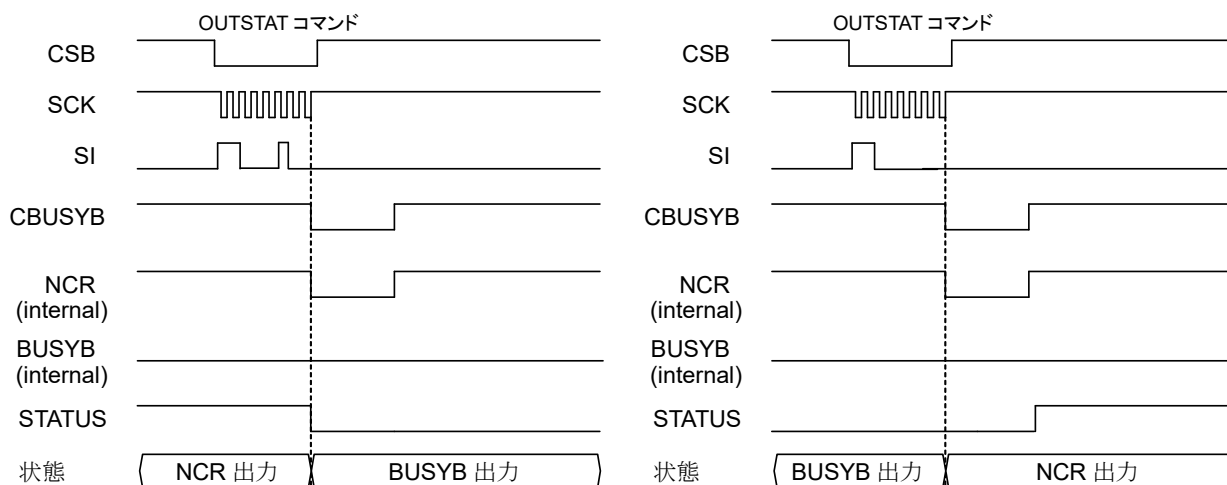 OUTSTAT コマンド
CSB
SCK
SI
CBUSYB
NCR
(internal)
BUSYB
(internal)
STATUS
状態
NCR 出力
BUSYB 出力
OUTSTAT コマンド
CSB
SCK
SI
CBUSYB
NCR
(internal)
BUSYB
(internal)
STATUS
状態
BUSYB 出力
NCR 出力